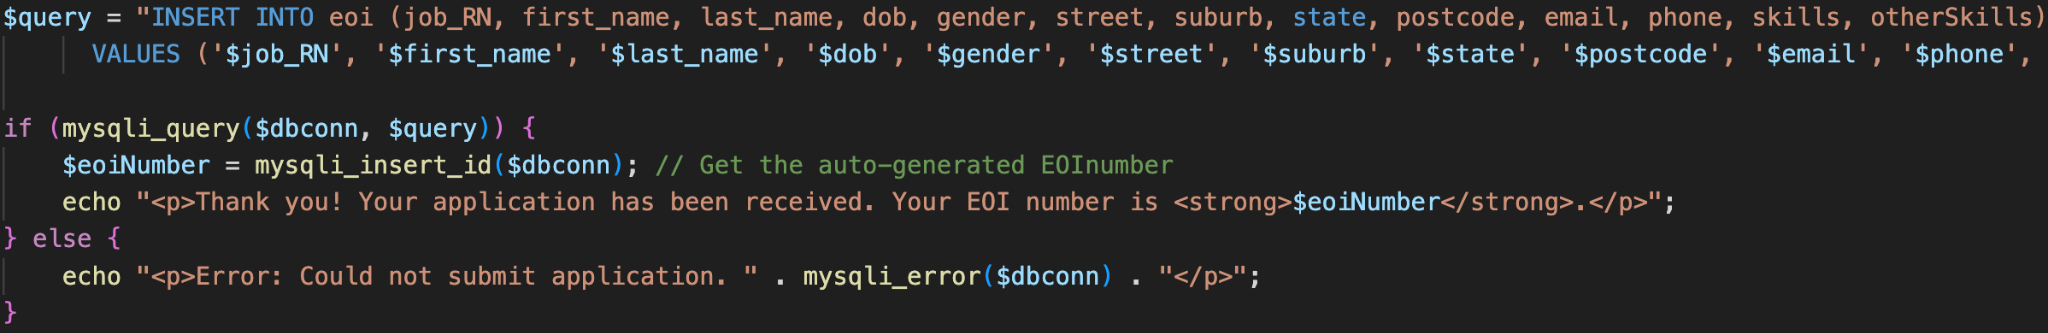 $query = "INSERT INTO eoi (job_RN, first_name, last_name, dob, gender, street, suburb, state, postcode, email, phone, skills, otherSkills)
VALUES ('$job_RN', '$first_name', '$last_name', '$dob', '$gender', '$street', '$suburb', '$state', '$postcode', '$email', '$phone',
if (mysqli_query($dbconn, $query)) {
$eoiNumber = mysqli_insert_id($dbconn); // Get the auto-generated EOInumber
echo "<p>Thank you! Your application has been received. Your EOI number is <strong>$eoiNumber</strong>.</p>";
} else {
echo "<p>Error: Could not submit application. " . mysqli_error($dbconn) . "</p>";
}